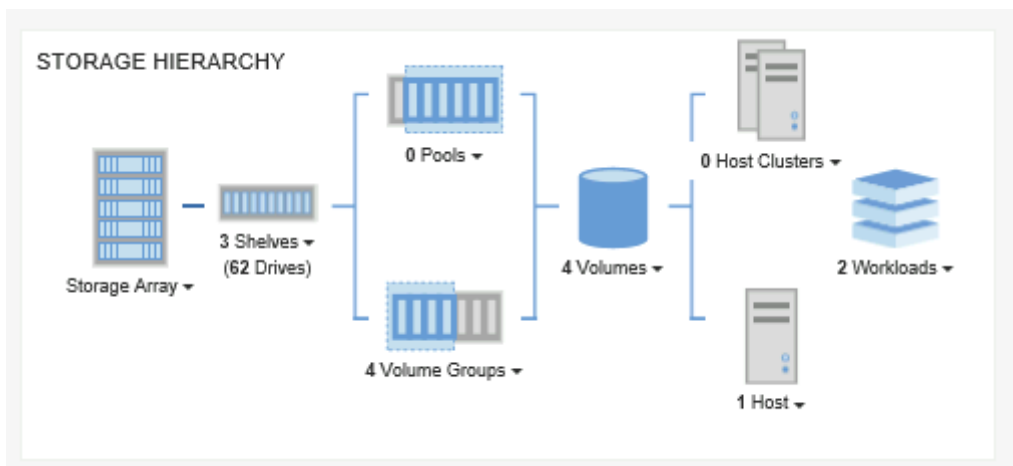 STORAGE HIERARCHY
Storage Array
3 Shelves
(62 Drives)
0 Pools
4 Volume Groups
4 Volumes
0 Host Clusters
1 Host
2 Workloads